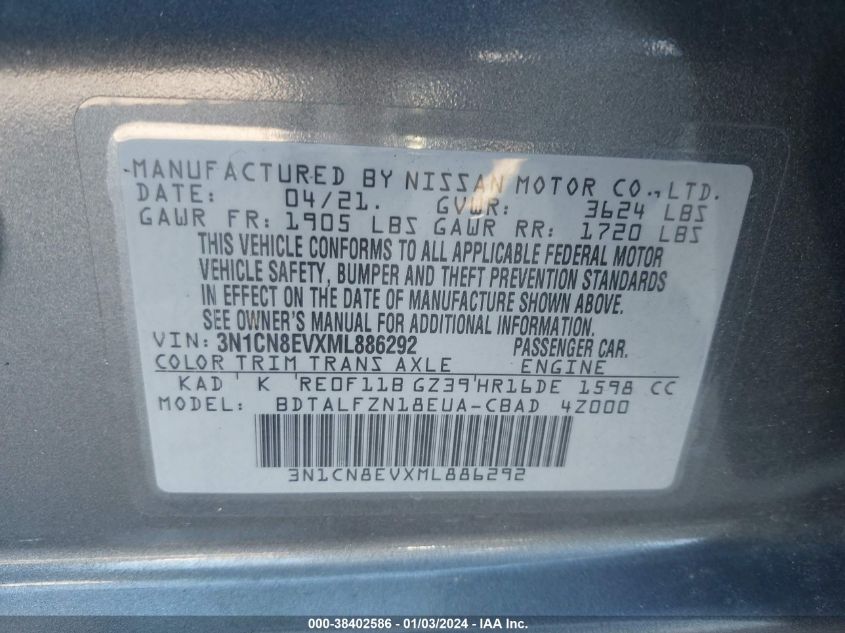 MANUFACTURED BY NISSAN MOTOR CO., LTD.
DATE: 04/21. GVWR: 3624 LBS
GAWR FR: 1905 LBS GAWR RR: 1720 LBS
THIS VEHICLE CONFORMS TO ALL APPLICABLE FEDERAL MOTOR
VEHICLE SAFETY, BUMPER AND THEFT PREVENTION STANDARDS
IN EFFECT ON THE DATE OF MANUFACTURE SHOWN ABOVE.
SEE OWNER'S MANUAL FOR ADDITIONAL INFORMATION.
VIN: 3N1CN8EVXML886292 PASSENGER CAR.
COLOR TRIM TRANS AXLE ENGINE
KAD K RE0F11B GZ39 HR16DE 1598 CC
MODEL: BDTALFZN18EUA-CBAD 4Z000
3N1CN8EVXML886292
000-38402586 - 01/03/2024 - IAA Inc.